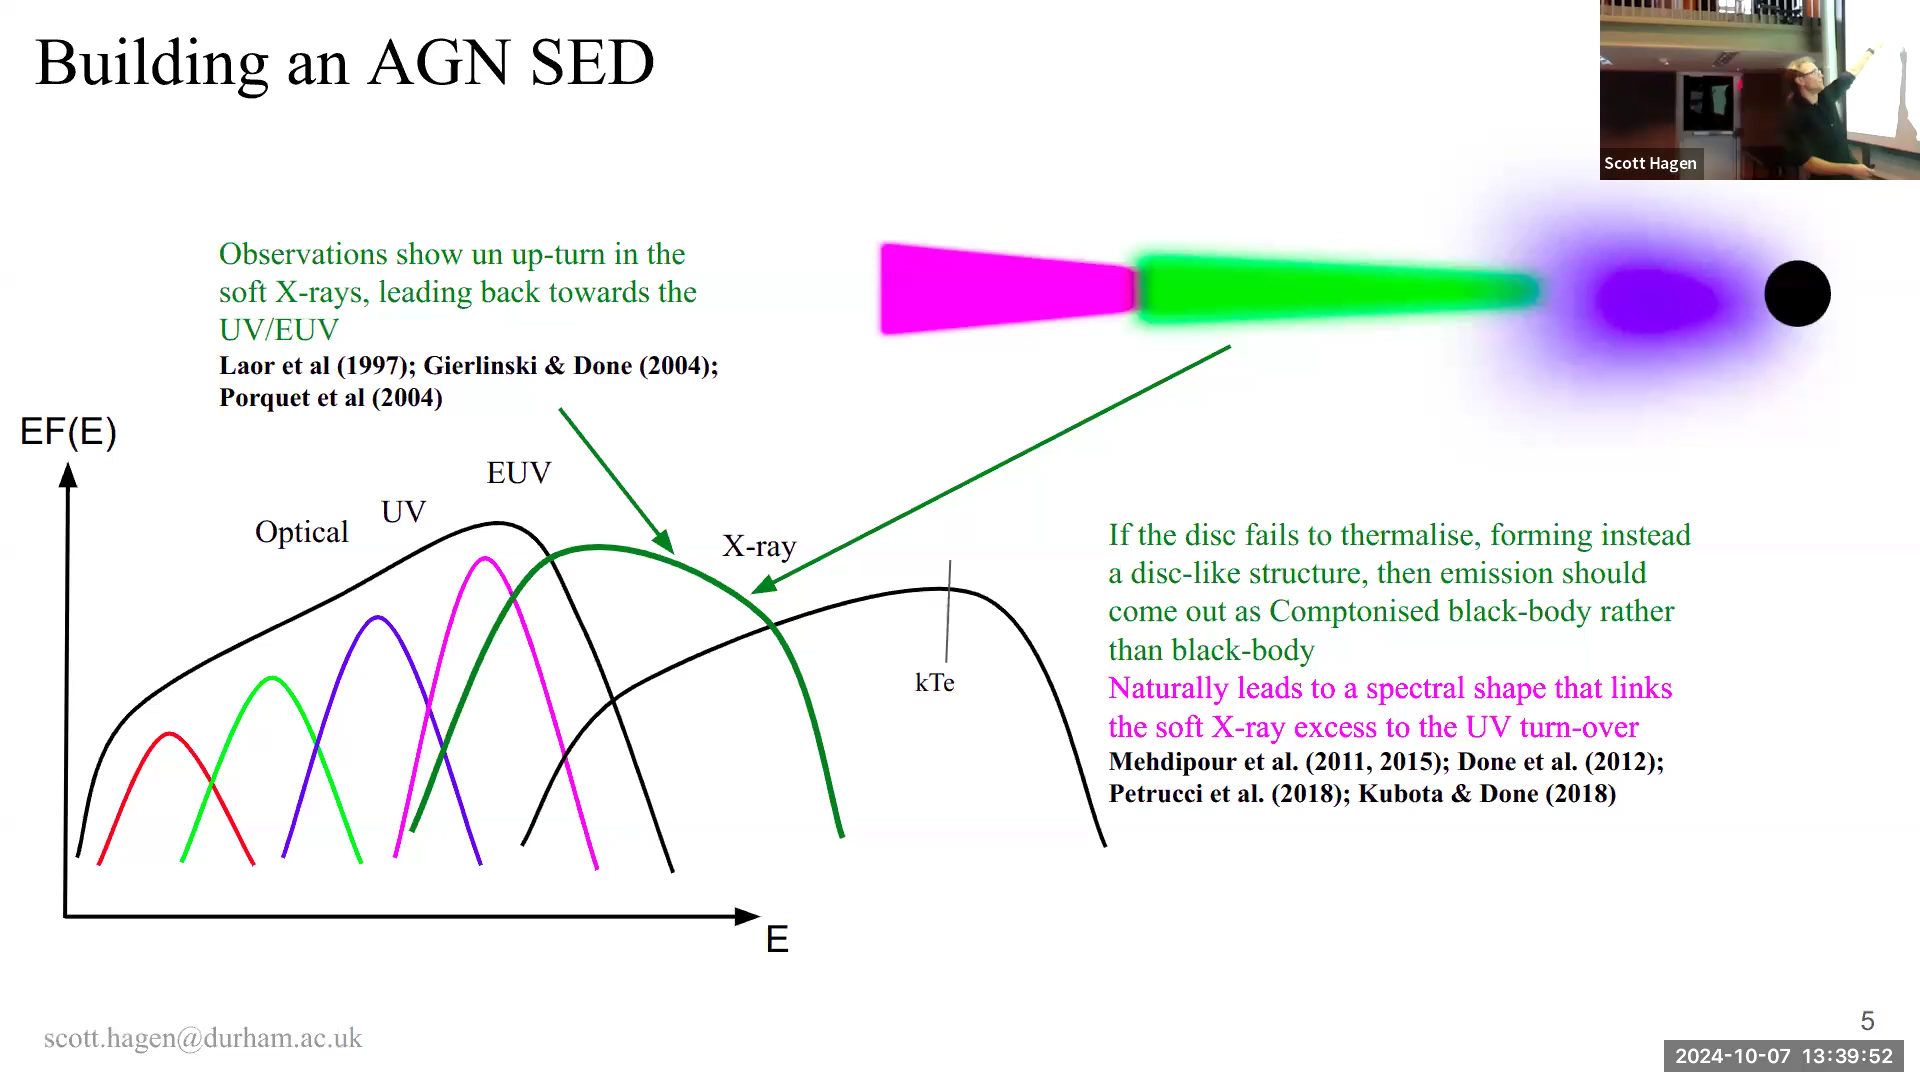 Building an AGN SED
Scott Hagen
Observations show un up-turn in the
soft X-rays, leading back towards the
UV/EUV
Laor et al (1997); Gierlinski & Done (2004);
Porquet et al (2004)
EF(E)
EUV
UV
Optical
X-ray
kTe
E
If the disc fails to thermalise, forming instead
a disc-like structure, then emission should
come out as Comptonised black-body rather
than black-body
Naturally leads to a spectral shape that links
the soft X-ray excess to the UV turn-over
Mehdipour et al. (2011, 2015); Done et al. (2012);
Petrucci et al. (2018); Kubota & Done (2018)
scott.hagen@durham.ac.uk
5
2024-10-07 13:39:52